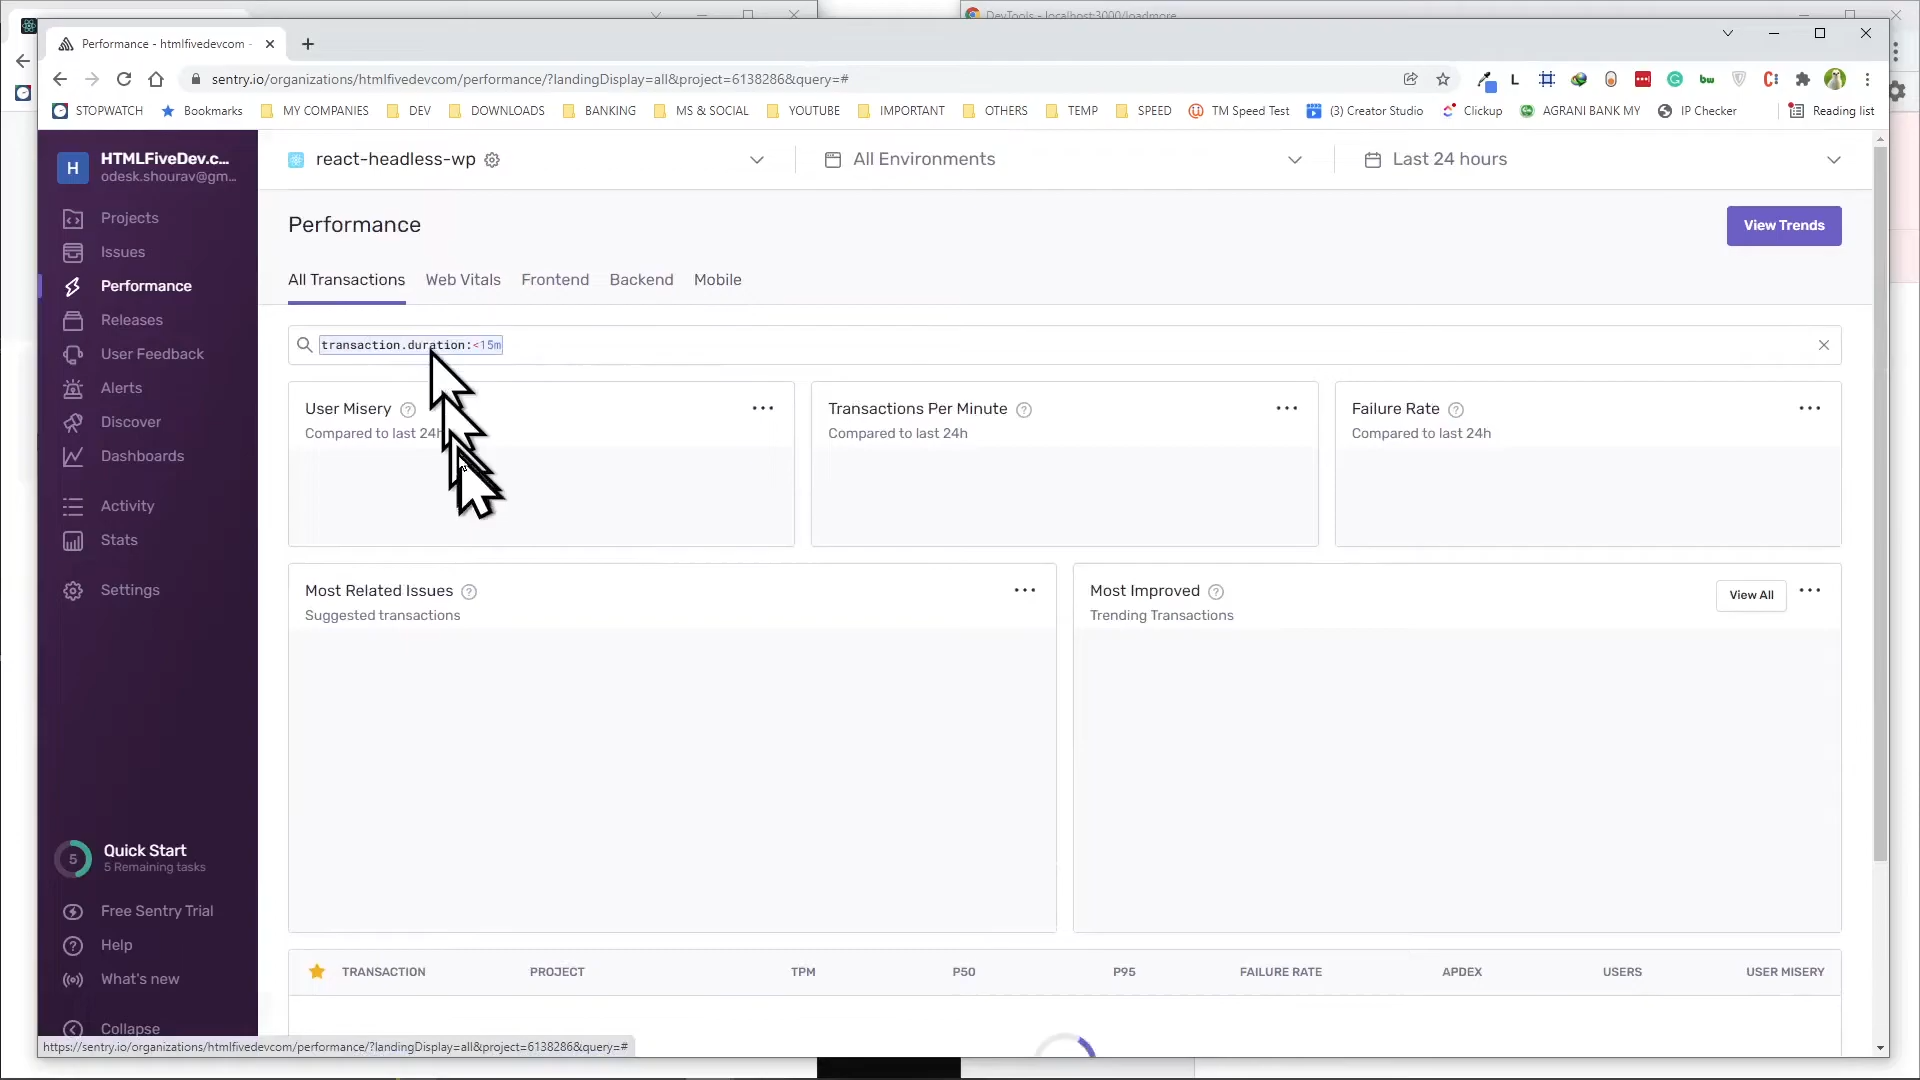 DevTools - localhost:3000/loadmore
Performance - htmlfivedevcom -
sentry.io/organizations/htmlfivedevcom/performance/?landingDisplay=all&project=6138286&query=#
STOPWATCH Bookmarks MY COMPANIES DEV DOWNLOADS BANKING MS & SOCIAL YOUTUBE IMPORTANT OTHERS TEMP SPEED TM Speed Test (3) Creator Studio Clickup AGRANI BANK MY IP Checker Reading list
H
HTMLFiveDev.c...
odesk.shourav@gm...
Projects
Issues
Performance
Releases
User Feedback
Alerts
Discover
Dashboards
Activity
Stats
Settings
5
Quick Start
5 Remaining tasks
Free Sentry Trial
Help
What's new
Collapse
react-headless-wp All Environments Last 24 hours
Performance
View Trends
All Transactions Web Vitals Frontend Backend Mobile
transaction.duration:<15m
User Misery
Compared to last 24h
Transactions Per Minute
Compared to last 24h
Failure Rate
Compared to last 24h
Most Related Issues
Suggested transactions
Most Improved
Trending Transactions
View All
TRANSACTION PROJECT TPM P50 P95 FAILURE RATE APDEX USERS USER MISERY
https://sentry.io/organizations/htmlfivedevcom/performance/?landingDisplay=all&project=6138286&query=#